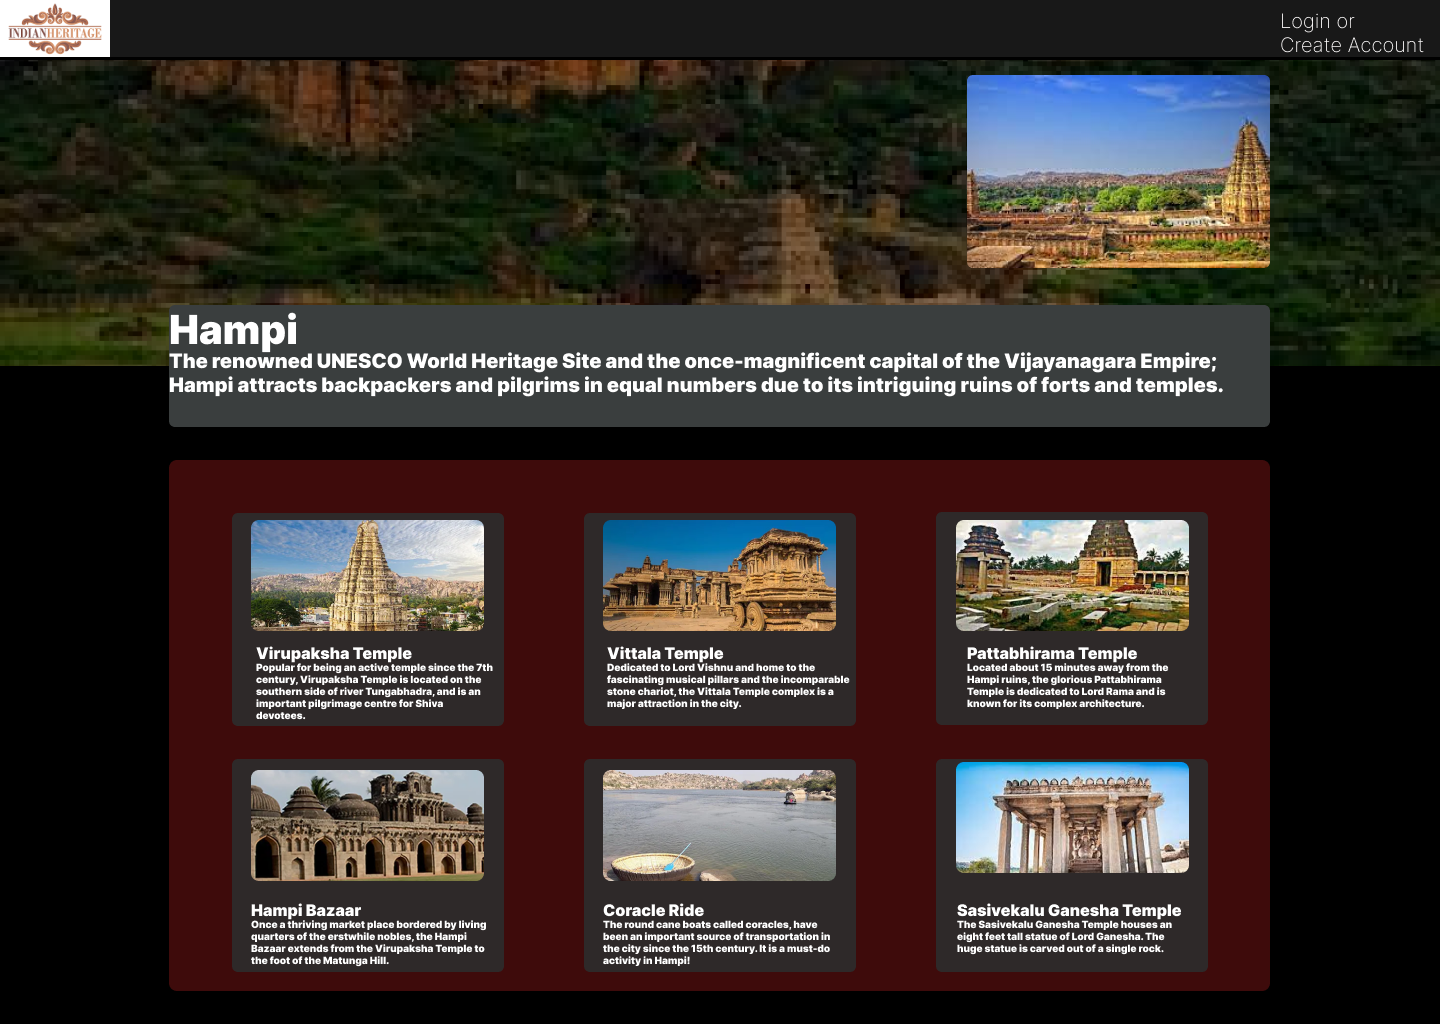 INDIANHERITAGE
Login or
Create Account
Hampi
The renowned UNESCO World Heritage Site and the once-magnificent capital of the Vijayanagara Empire;
Hampi attracts backpackers and pilgrims in equal numbers due to its intriguing ruins of forts and temples.
Virupaksha Temple
Popular for being an active temple since the 7th
century, Virupaksha Temple is located on the
southern side of river Tungabhadra, and is an
important pilgrimage centre for Shiva
devotees.
Vittala Temple
Dedicated to Lord Vishnu and home to the
fascinating musical pillars and the incomparable
stone chariot, the Vittala Temple complex is a
major attraction in the city.
Pattabhirama Temple
Located about 15 minutes away from the
Hampi ruins, the glorious Pattabhirama
Temple is dedicated to Lord Rama and is
known for its complex architecture.
Hampi Bazaar
Once a thriving market place bordered by living
quarters of the erstwhile nobles, the Hampi
Bazaar extends from the Virupaksha Temple to
the foot of the Matunga Hill.
Coracle Ride
The round cane boats called coracles, have
been an important source of transportation in
the city since the 15th century. It is a must-do
activity in Hampi!
Sasivekalu Ganesha Temple
The Sasivekalu Ganesha Temple houses an
eight feet tall statue of Lord Ganesha. The
huge statue is carved out of a single rock.